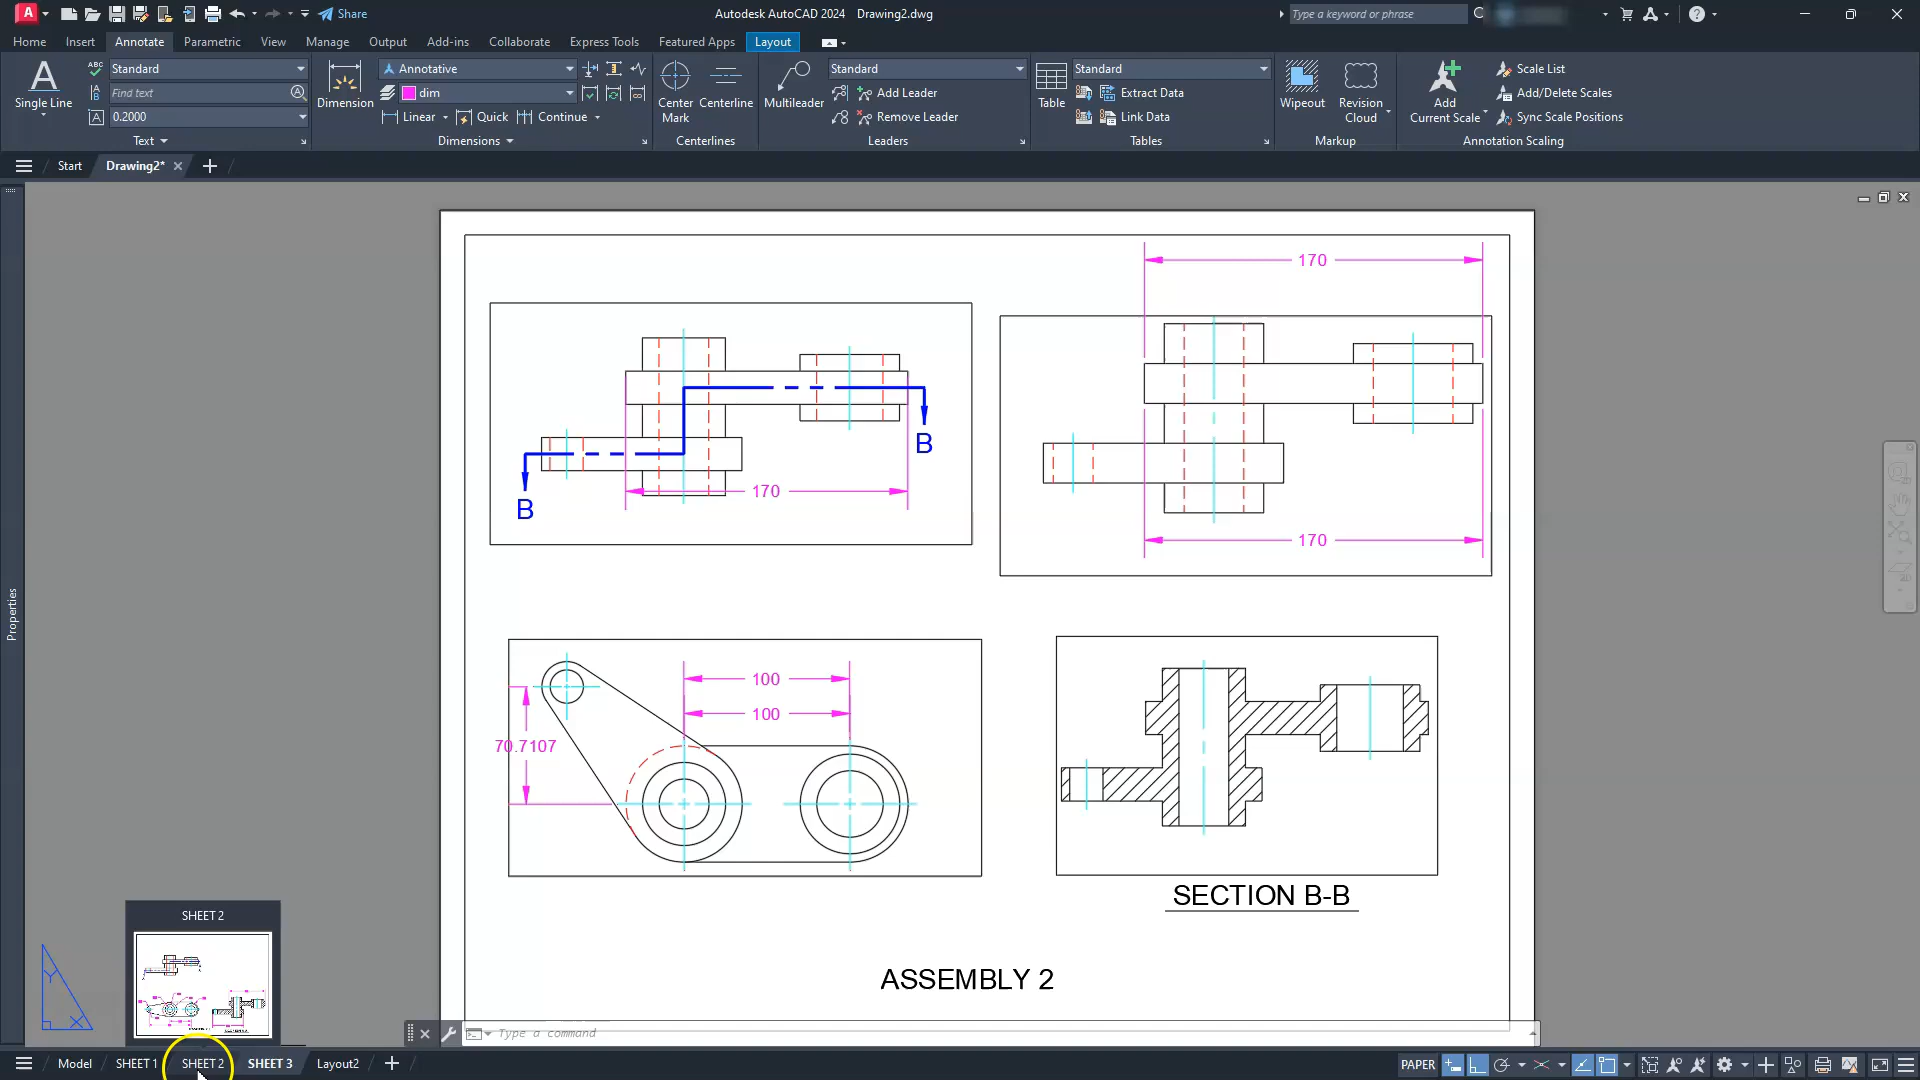 A Share Autodesk AutoCAD 2024 Drawing2.dwg Type a keyword or phrase
Home Insert Annotate Parametric View Manage Output Add-ins Collaborate Express Tools Featured Apps Layout
ABC Standard Annotative Standard Standard Scale List
Find text dim Add Leader Extract Data Add/Delete Scales
Single Line Dimension Center Mark Centerline Multileader Table Wipeout Revision Cloud Add Current Scale
0.2000 Linear Quick Continue Remove Leader Link Data Sync Scale Positions
Text Dimensions Centerlines Leaders Tables Markup Annotation Scaling
Start Drawing2*
170
B
170
B
170
100
100
70.7107
Properties
SECTION B-B
SHEET 2
ASSEMBLY 2
Y
X
Type a command
Model SHEET 1 SHEET 2 SHEET 3 Layout2 PAPER